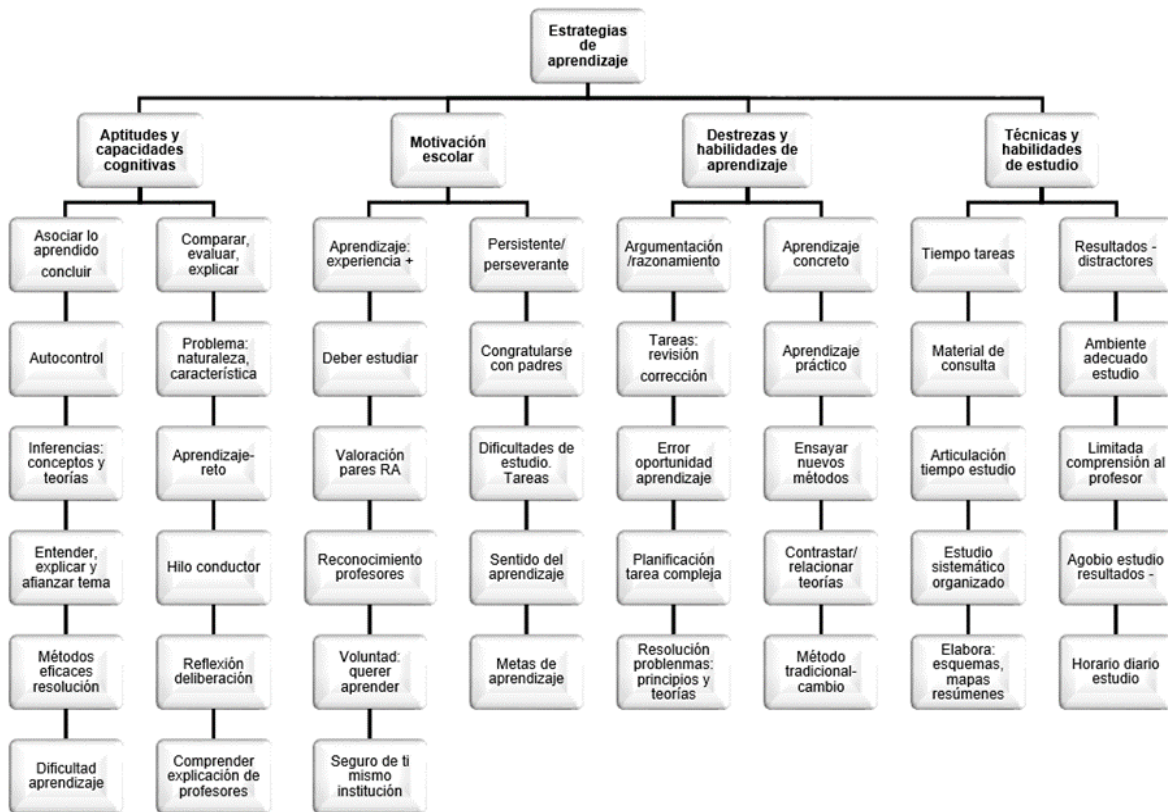 Estrategias
de
aprendizaje
Aptitudes y
capacidades
cognitivas
Motivación
escolar
Destrezas y
habilidades de
aprendizaje
Técnicas y
habilidades
de estudio
Asociar lo
aprendido
concluir
Comparar,
evaluar,
explicar
Aprendizaje:
experiencia +
Persistente/
perseverante
Argumentación
/razonamiento
Aprendizaje
concreto
Tiempo tareas
Resultados -
distractores
Autocontrol
Problema:
naturaleza,
característica
Deber estudiar
Congratularse
con padres
Tareas:
revisión
corrección
Aprendizaje
práctico
Material de
consulta
Ambiente
adecuado
estudio
Inferencias:
conceptos y
teorías
Aprendizaje-
reto
Valoración
pares RA
Dificultades de
estudio.
Tareas
Error
oportunidad
aprendizaje
Ensayar
nuevos
métodos
Articulación
tiempo estudio
Limitada
comprensión al
profesor
Entender,
explicar y
afianzar tema
Hilo conductor
Reconocimiento
profesores
Sentido del
aprendizaje
Planificación
tarea compleja
Contrastar/
relacionar
teorías
Estudio
sistemático
organizado
Agobio estudio
resultados -
Métodos
eficaces
resolución
Reflexión
deliberación
Voluntad:
querer
aprender
Metas de
aprendizaje
Resolución
problenmas:
principios y
teorías
Método
tradicional-
cambio
Elabora:
esquemas,
mapas
resúmenes
Horario diario
estudio
Dificultad
aprendizaje
Comprender
explicación de
profesores
Seguro de ti
mismo
institución